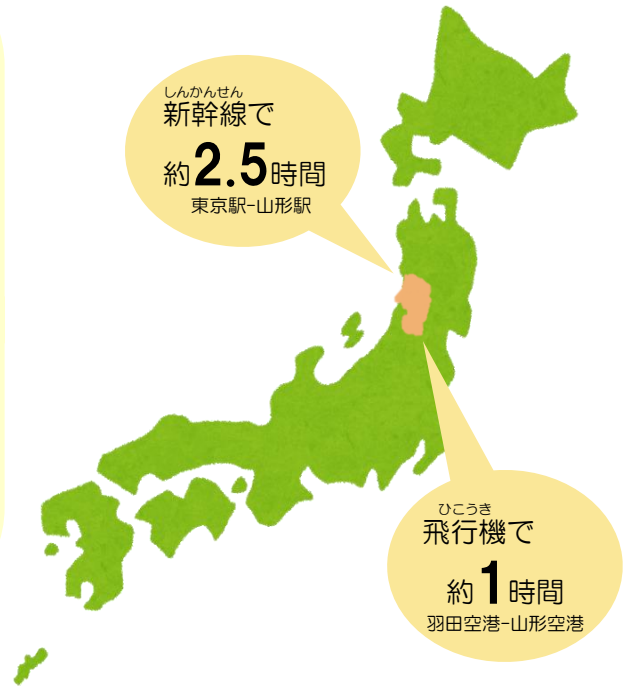 しんかんせん
新幹線で
約2.5時間
東京駅-山形駅
ひこうき
飛行機で
約1時間
羽田空港-山形空港